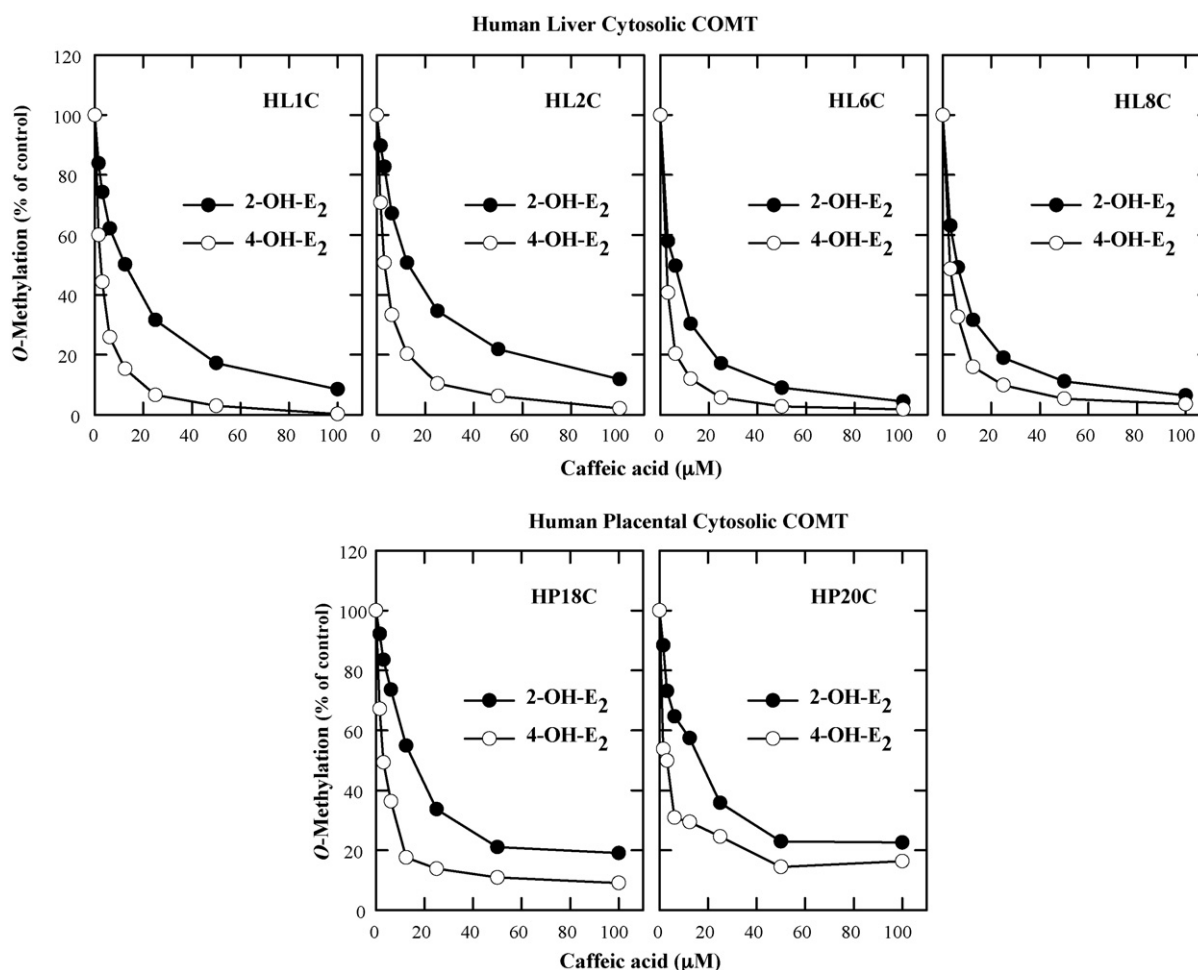 Human Liver Cytosolic COMT
O-Methylation (% of control)
120
100
80
60
40
20
0
HL1C
2-OH-E2
4-OH-E2
0 20 40 60 80 100
HL2C
2-OH-E2
4-OH-E2
0 20 40 60 80 100
HL6C
2-OH-E2
4-OH-E2
0 20 40 60 80 100
HL8C
2-OH-E2
4-OH-E2
0 20 40 60 80 100
Caffeic acid (μM)
Human Placental Cytosolic COMT
O-Methylation (% of control)
120
100
80
60
40
20
0
HP18C
2-OH-E2
4-OH-E2
0 20 40 60 80 100
HP20C
2-OH-E2
4-OH-E2
0 20 40 60 80 100
Caffeic acid (μM)